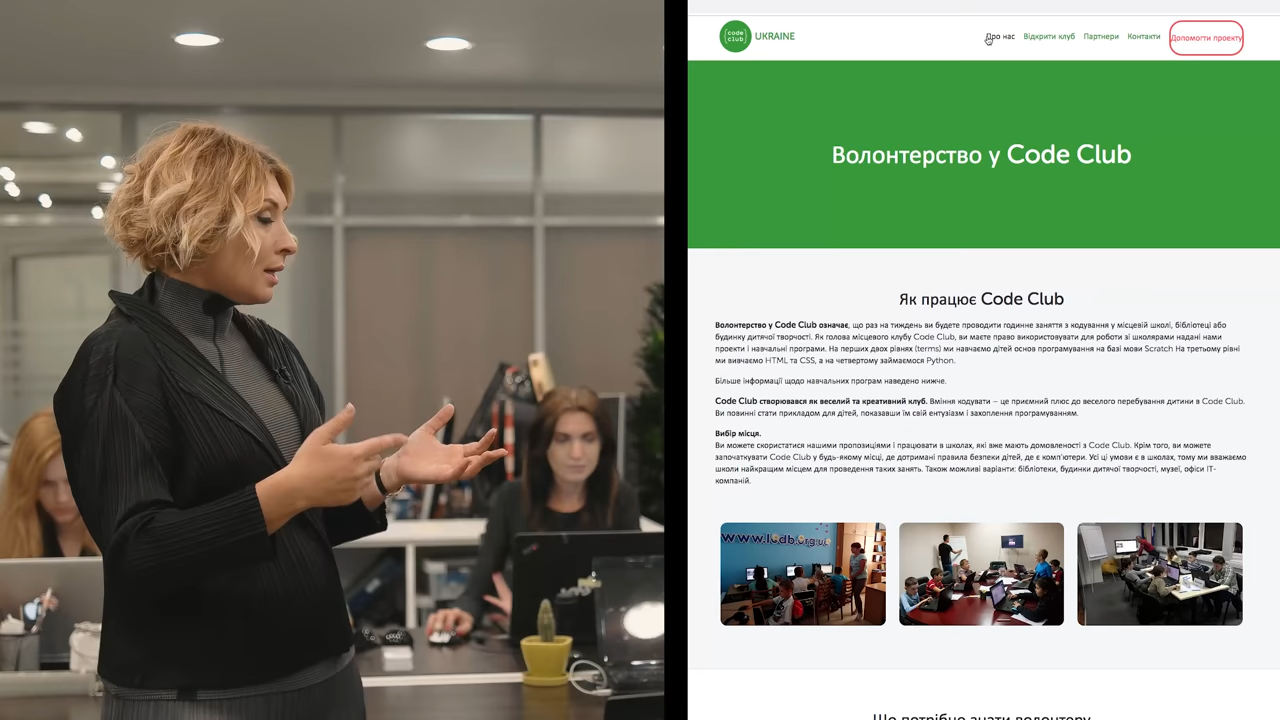 code
club
UKRAINE
Про нас
Відкрити клуб
Партнери
Контакти
Допомогти проекту
Волонтерство у Code Club
Як працює Code Club
Волонтерство у Code Club означає, що раз на тиждень ви будете проводити годинне заняття з кодування у місцевій школі, бібліотеці або
будинку дитячої творчості. Як голова місцевого клубу Code Club, ви маєте право використовувати для роботи зі школярами надані нами
проекти і навчальні програми. На перших двох рівнях (terms) ми навчаємо дітей основ програмування на базі мови Scratch На третьому рівні
ми вивчаємо HTML та CSS, а на четвертому займаємося Python.
Більше інформації щодо навчальних програм наведено нижче.
Code Club створювався як веселий та креативний клуб. Вміння кодувати – це приємний плюс до веселого перебування дитини в Code Club.
Ви повинні стати прикладом для дітей, показавши їм свій ентузіазм і захоплення програмуванням.
Вибір місця.
Ви можете скористатися нашими пропозиціями і працювати в школах, які вже мають домовленості з Code Club. Крім того, ви можете
започаткувати Code Club у будь-якому місці, де дотримані правила безпеки дітей, де є комп'ютери. Усі ці умови є в школах, тому ми вважаємо
школи найкращим місцем для проведення таких занять. Також можливі варіанти: бібліотеки, будинки дитячої творчості, музеї, офіси ІТ-
компаній.
www.lodb.org.ua
Що потрібно знати волонтеру